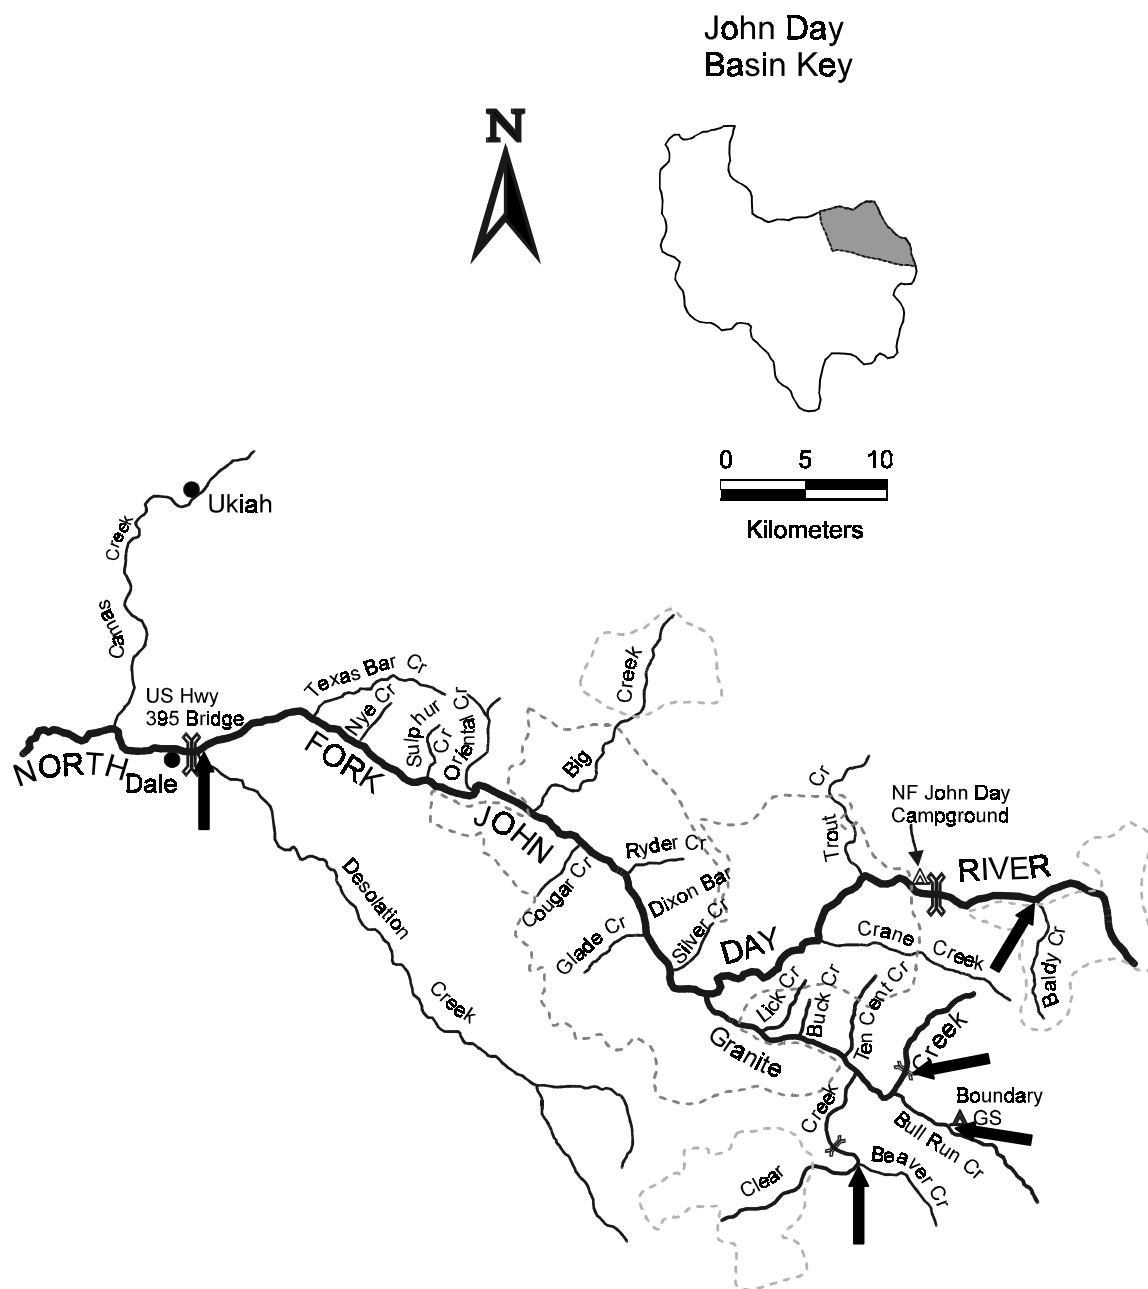 John Day
Basin Key
N
0 5 10
Kilometers
Ukiah
Camas Creek
US Hwy
395 Bridge
Dale
Texas Bar Cr
Nye Cr
Sulphur
Cr
Oriental Cr
Big Creek
NORTH FORK JOHN DAY RIVER
Desolation Creek
Cougar Cr
Ryder Cr
Dixon Bar
Glade Cr
Silver Cr
Trout Cr
NF John Day
Campground
Crane Creek
Baldy Cr
Lick Cr
Buck Cr
Ten Cent Cr
Granite Creek
Boundary
GS
Bull Run Cr
Clear Creek
Beaver Cr